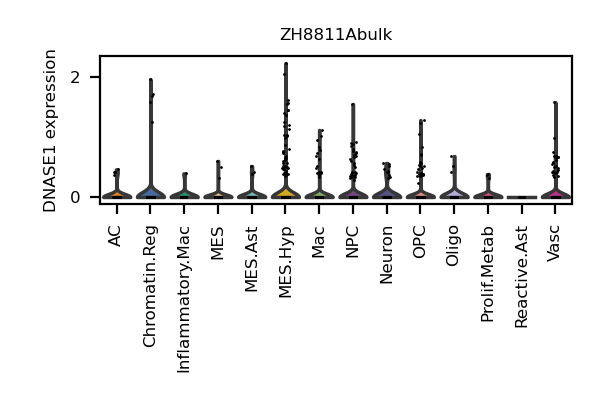 ZH8811Abulk
DNASE1 expression
2
0
AC
Chromatin.Reg
Inflammatory.Mac
MES
MES.Ast
MES.Hyp
Mac
NPC
Neuron
OPC
Oligo
Prolif.Metab
Reactive.Ast
Vasc